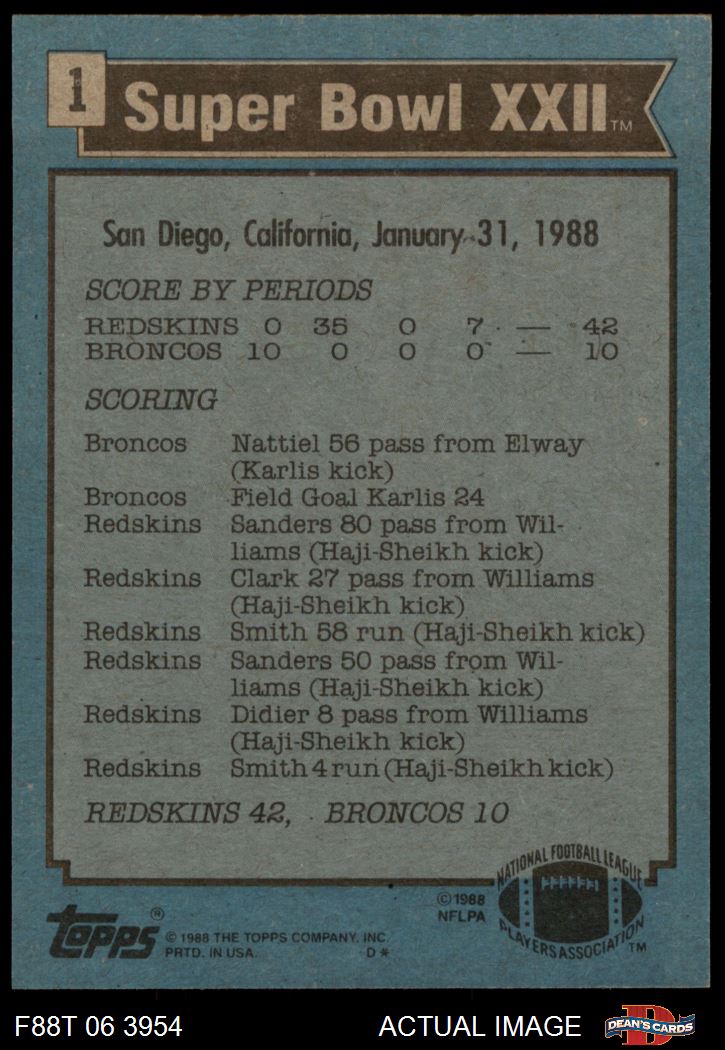 1
Super Bowl XXII™
San Diego, California, January 31, 1988
SCORE BY PERIODS
REDSKINS 0 35 0 7 — 42
BRONCOS 10 0 0 0 — 10
SCORING
Broncos Nattiel 56 pass from Elway
(Karlis kick)
Broncos Field Goal Karlis 24
Redskins Sanders 80 pass from Wil-
liams (Haji-Sheikh kick)
Redskins Clark 27 pass from Williams
(Haji-Sheikh kick)
Redskins Smith 58 run (Haji-Sheikh kick)
Redskins Sanders 50 pass from Wil-
liams (Haji-Sheikh kick)
Redskins Didier 8 pass from Williams
(Haji-Sheikh kick)
Redskins Smith 4 run (Haji-Sheikh kick)
REDSKINS 42, BRONCOS 10
NATIONAL FOOTBALL LEAGUE
PLAYERS ASSOCIATION™
© 1988
NFLPA
topps®
© 1988 THE TOPPS COMPANY, INC.
PRTD. IN USA. D*
F88T 06 3954
ACTUAL IMAGE
D
DEAN'S CARDS